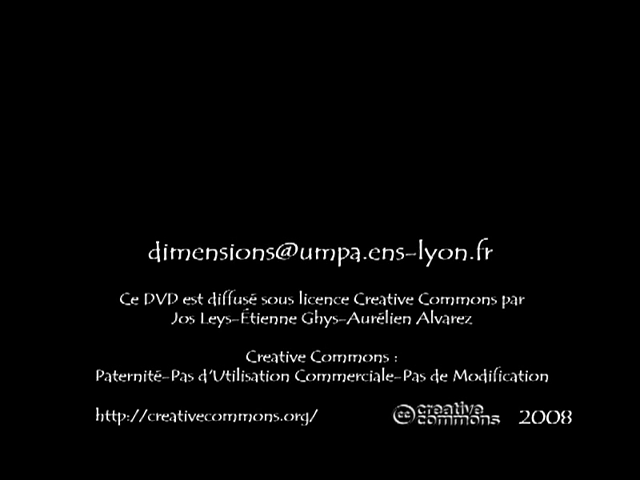 dimensions@umpa.ens-lyon.fr
Ce DVD est diffusé sous licence Creative Commons par
Jos Leys-Étienne Ghys-Aurélien Alvarez
Creative Commons :
Paternité-Pas d'Utilisation Commerciale-Pas de Modification
http://creativecommons.org/
cc creative commons 2008